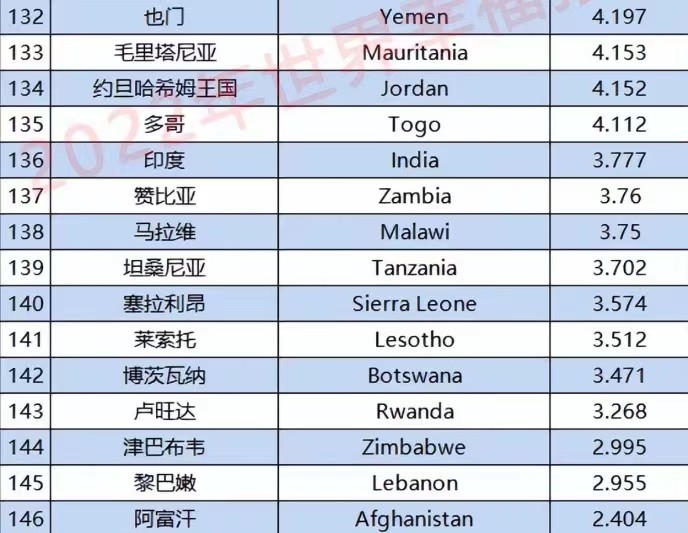 132 也门 Yemen 4.197
133 毛里塔尼亚 Mauritania 4.153
134 约旦哈希姆王国 Jordan 4.152
135 多哥 Togo 4.112
136 印度 India 3.777
137 赞比亚 Zambia 3.76
138 马拉维 Malawi 3.75
139 坦桑尼亚 Tanzania 3.702
140 塞拉利昂 Sierra Leone 3.574
141 莱索托 Lesotho 3.512
142 博茨瓦纳 Botswana 3.471
143 卢旺达 Rwanda 3.268
144 津巴布韦 Zimbabwe 2.995
145 黎巴嫩 Lebanon 2.955
146 阿富汗 Afghanistan 2.404
2022年世界幸福报